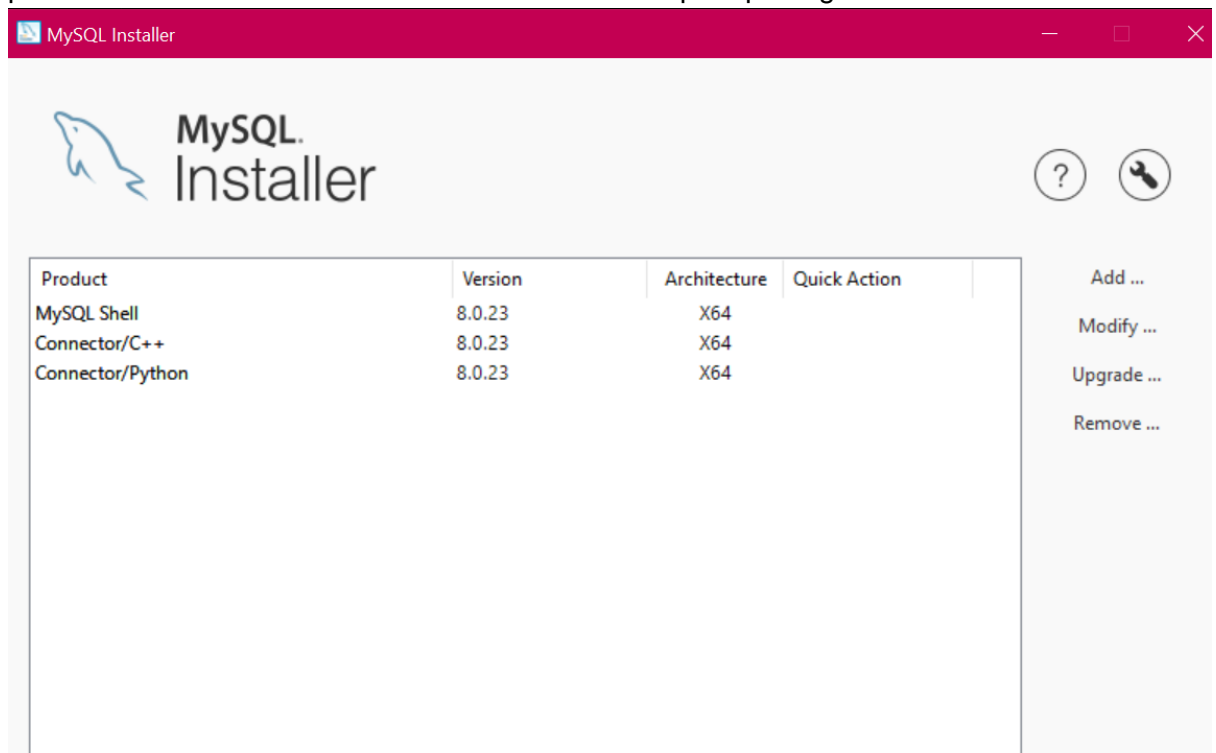 MySQL Installer
MySQL.
Installer
?
Product Version Architecture Quick Action
MySQL Shell 8.0.23 X64
Connector/C++ 8.0.23 X64
Connector/Python 8.0.23 X64
Add ...
Modify ...
Upgrade ...
Remove ...